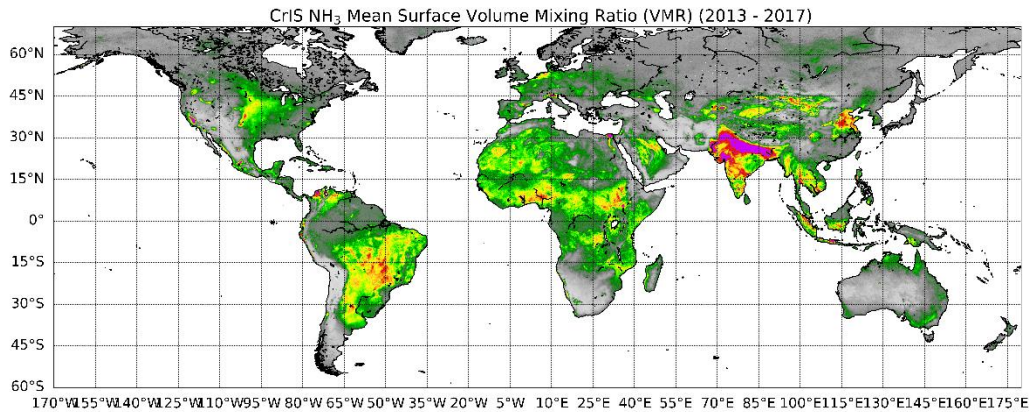 CrIS NH₃ Mean Surface Volume Mixing Ratio (VMR) (2013 - 2017)
60°N
45°N
30°N
15°N
0°
15°S
30°S
45°S
60°S
170°W155°W140°W125°W110°W95°W 80°W 65°W 50°W 35°W 20°W 5°W 10°E 25°E 40°E 55°E 70°E 85°E 100°E115°E130°E145°E160°E175°E